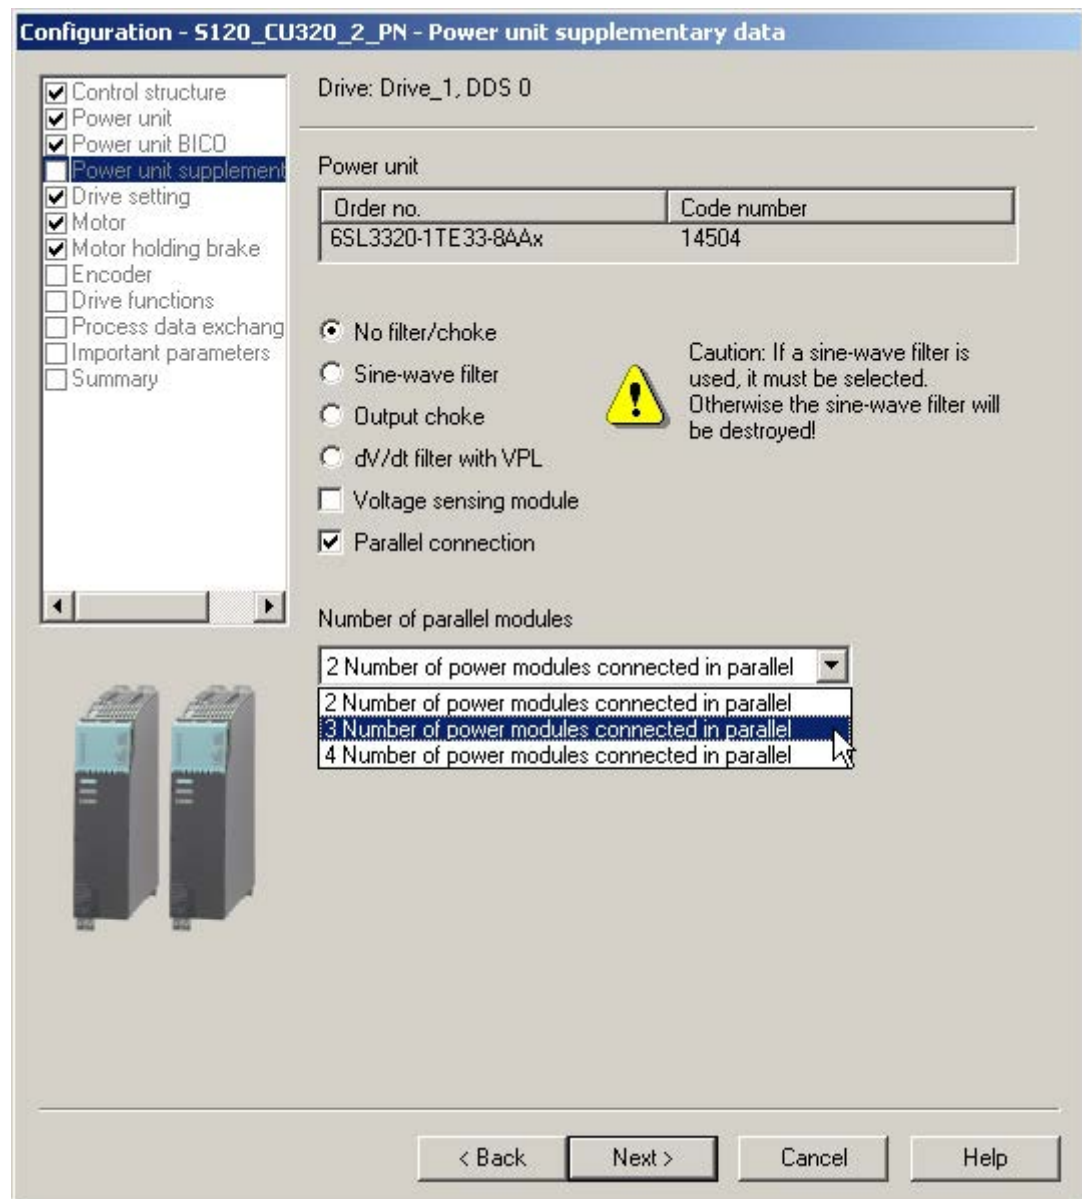 Configuration - S120_CU320_2_PN - Power unit supplementary data
Control structure
Power unit
Power unit BICO
Power unit supplement
Drive setting
Motor
Motor holding brake
Encoder
Drive functions
Process data exchang
Important parameters
Summary
Drive: Drive_1, DDS 0
Power unit
Order no. Code number
6SL3320-1TE33-8AAx 14504
No filter/choke
Sine-wave filter
Output choke
dV/dt filter with VPL
Voltage sensing module
Parallel connection
Caution: If a sine-wave filter is
used, it must be selected.
Otherwise the sine-wave filter will
be destroyed!
Number of parallel modules
2 Number of power modules connected in parallel
2 Number of power modules connected in parallel
3 Number of power modules connected in parallel
4 Number of power modules connected in parallel
< Back Next > Cancel Help